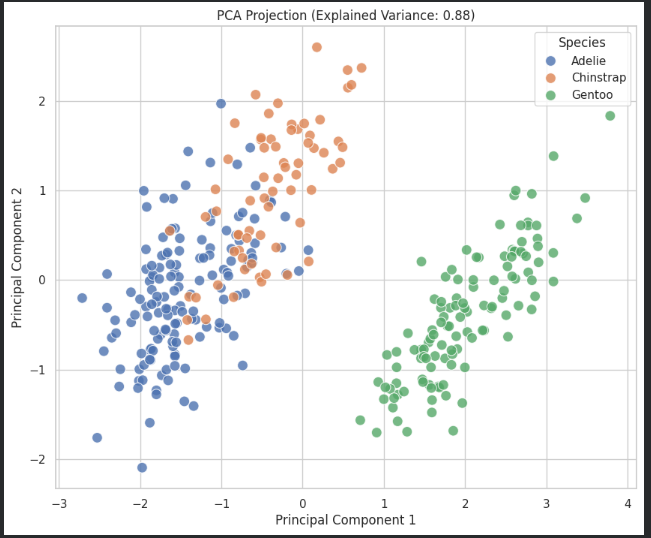 PCA Projection (Explained Variance: 0.88)
Species
Adelie
Chinstrap
Gentoo
Principal Component 2
2
1
0
−1
−2
−3
−2
−1
0
1
2
3
4
Principal Component 1